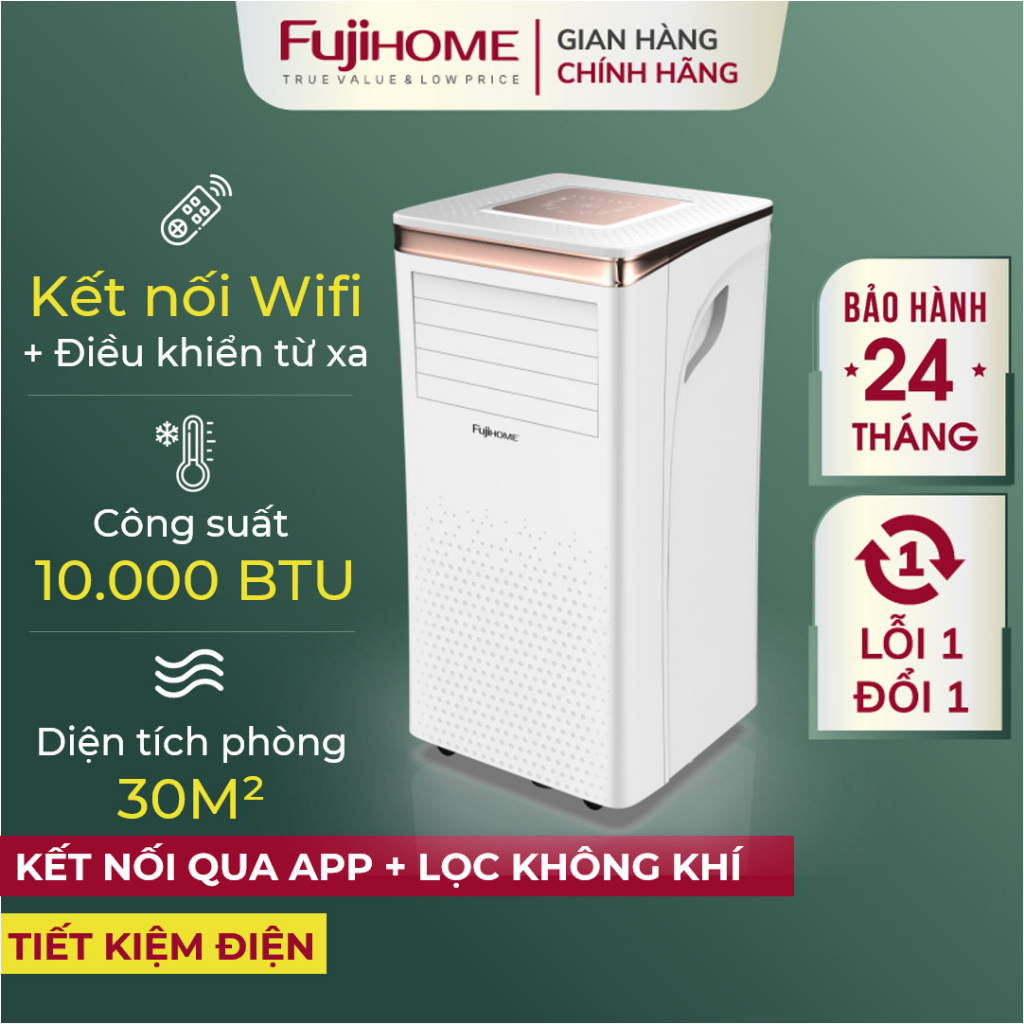 FujiHOME
TRUE VALUE & LOW PRICE
GIAN HÀNG
CHÍNH HÃNG
Kết nối Wifi
+ Điều khiển từ xa
Công suất
10.000 BTU
Diện tích phòng
30M²
FujiHOME
BẢO HÀNH
24
THÁNG
1
LỖI 1
ĐỔI 1
KẾT NỐI QUA APP + LỌC KHÔNG KHÍ
TIẾT KIỆM ĐIỆN